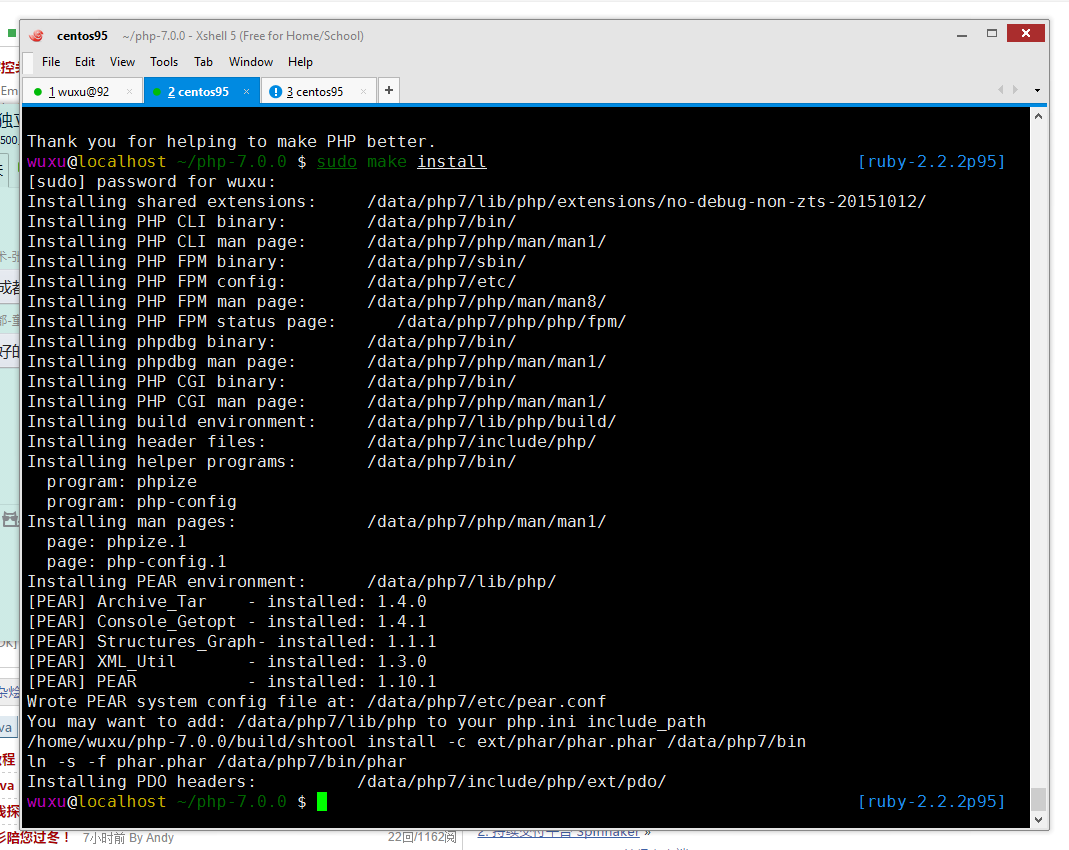 centos95 ~/php-7.0.0 - Xshell 5 (Free for Home/School)
File Edit View Tools Tab Window Help
1 wuxu@92 × 2 centos95 × 3 centos95 × +
Thank you for helping to make PHP better.
wuxu@localhost ~/php-7.0.0 $ sudo make install [ruby-2.2.2p95]
[sudo] password for wuxu:
Installing shared extensions: /data/php7/lib/php/extensions/no-debug-non-zts-20151012/
Installing PHP CLI binary: /data/php7/bin/
Installing PHP CLI man page: /data/php7/php/man/man1/
Installing PHP FPM binary: /data/php7/sbin/
Installing PHP FPM config: /data/php7/etc/
Installing PHP FPM man page: /data/php7/php/man/man8/
Installing PHP FPM status page: /data/php7/php/php/fpm/
Installing phpdbg binary: /data/php7/bin/
Installing phpdbg man page: /data/php7/php/man/man1/
Installing PHP CGI binary: /data/php7/bin/
Installing PHP CGI man page: /data/php7/php/man/man1/
Installing build environment: /data/php7/lib/php/build/
Installing header files: /data/php7/include/php/
Installing helper programs: /data/php7/bin/
program: phpize
program: php-config
Installing man pages: /data/php7/php/man/man1/
page: phpize.1
page: php-config.1
Installing PEAR environment: /data/php7/lib/php/
[PEAR] Archive_Tar - installed: 1.4.0
[PEAR] Console_Getopt - installed: 1.4.1
[PEAR] Structures_Graph- installed: 1.1.1
[PEAR] XML_Util - installed: 1.3.0
[PEAR] PEAR - installed: 1.10.1
Wrote PEAR system config file at: /data/php7/etc/pear.conf
You may want to add: /data/php7/lib/php to your php.ini include_path
/home/wuxu/php-7.0.0/build/shtool install -c ext/phar/phar.phar /data/php7/bin
ln -s -f phar.phar /data/php7/bin/phar
Installing PDO headers: /data/php7/include/php/ext/pdo/
wuxu@localhost ~/php-7.0.0 $ [ruby-2.2.2p95]
陪您过冬！ 7小时前 By Andy 22回/1162阅